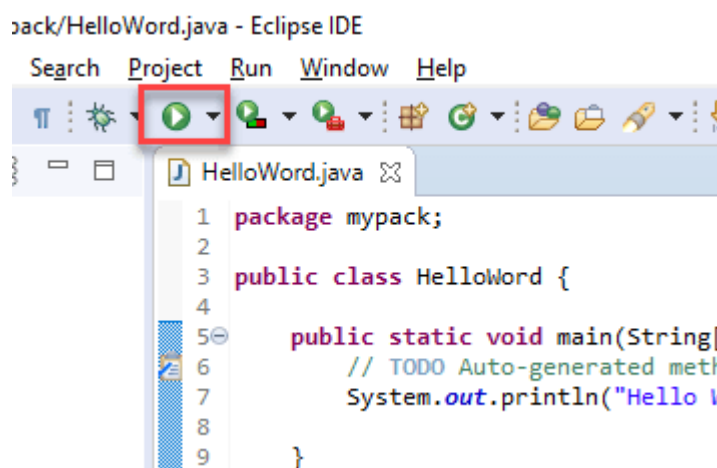 pack/HelloWord.java - Eclipse IDE
Search Project Run Window Help
HelloWord.java
1 package mypack;
2
3 public class HelloWord {
4
5 public static void main(String[
6 // TODO Auto-generated meth
7 System.out.println("Hello W
8
9 }